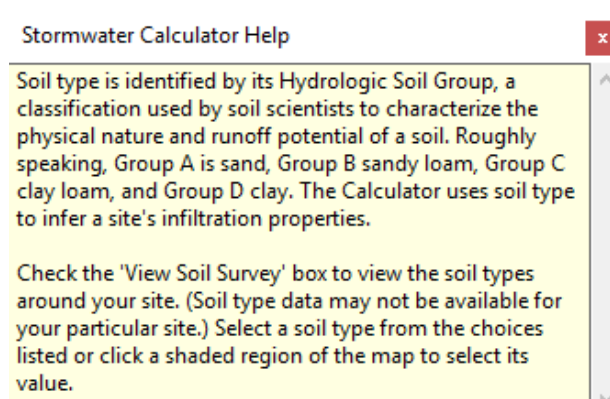 Stormwater Calculator Help
x
Soil type is identified by its Hydrologic Soil Group, a
classification used by soil scientists to characterize the
physical nature and runoff potential of a soil. Roughly
speaking, Group A is sand, Group B sandy loam, Group C
clay loam, and Group D clay. The Calculator uses soil type
to infer a site's infiltration properties.
Check the 'View Soil Survey' box to view the soil types
around your site. (Soil type data may not be available for
your particular site.) Select a soil type from the choices
listed or click a shaded region of the map to select its
value.